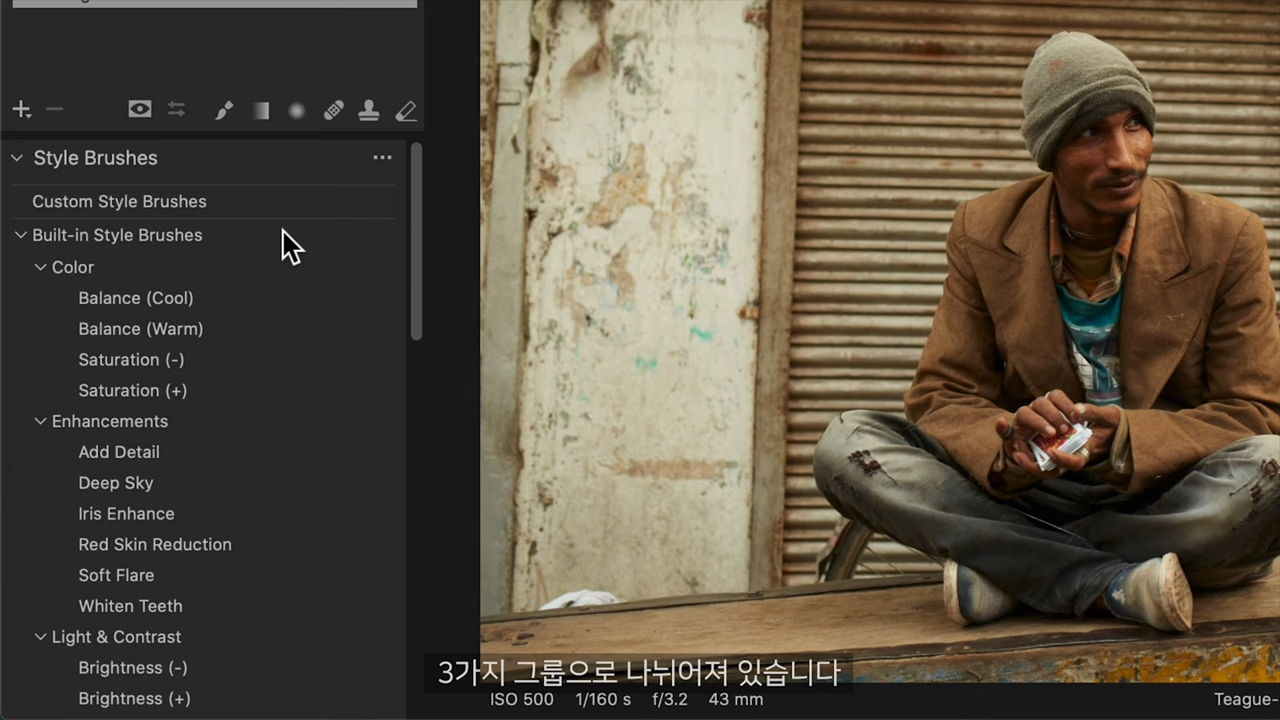 Style Brushes
Custom Style Brushes
Built-in Style Brushes
Color
Balance (Cool)
Balance (Warm)
Saturation (-)
Saturation (+)
Enhancements
Add Detail
Deep Sky
Iris Enhance
Red Skin Reduction
Soft Flare
Whiten Teeth
Light & Contrast
Brightness (-)
Brightness (+)
3가지 그룹으로 나뉘어져 있습니다
ISO 500 1/160 s f/3.2 43 mm
Teague-